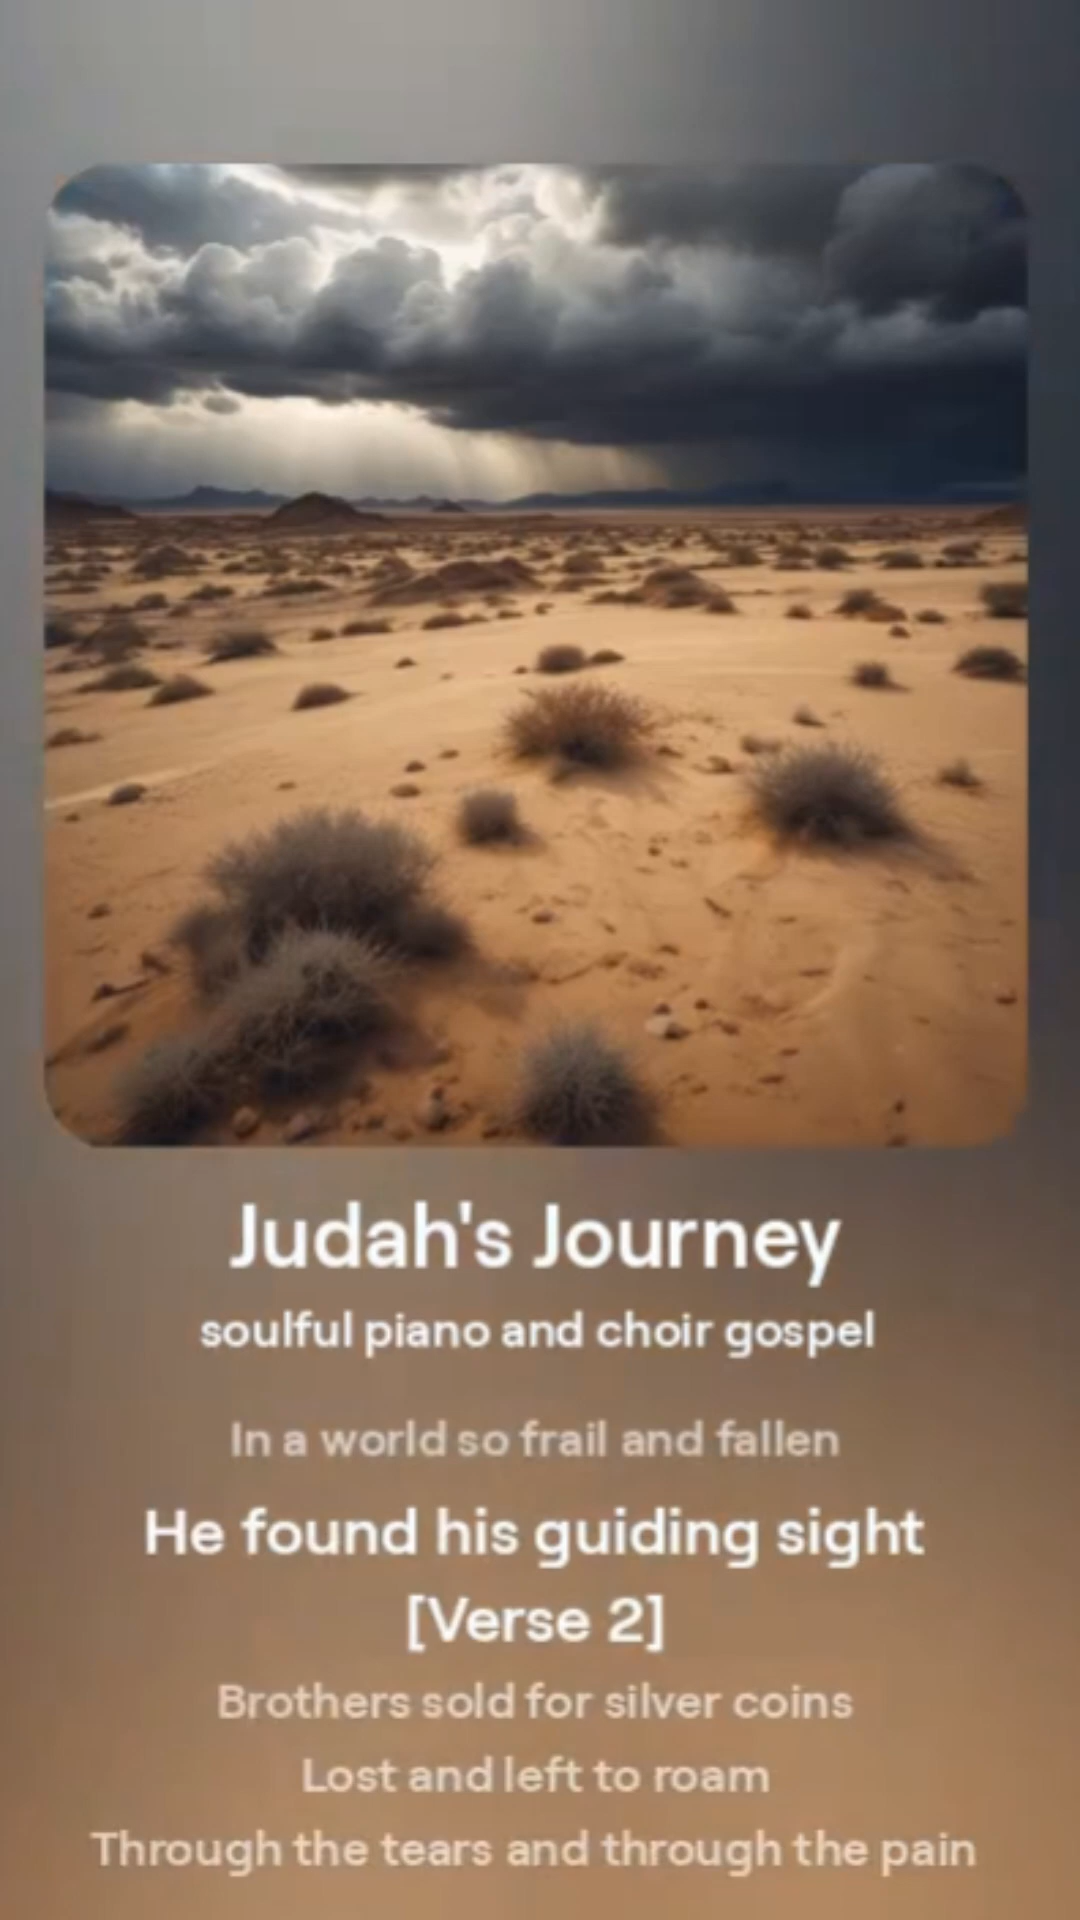 Judah's Journey
soulful piano and choir gospel
In a world so frail and fallen
He found his guiding sight
[Verse 2]
Brothers sold for silver coins
Lost and left to roam
Through the tears and through the pain